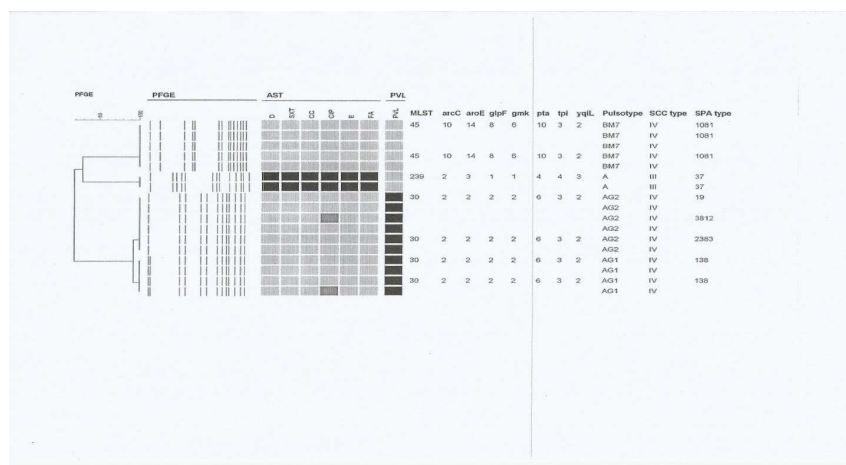 PFGE PFGE AST PVL
50 100 D SXT CC CIP E FA PVL MLST arcC aroE glpF gmk pta tpi yqiL Pulsotype SCC type SPA type
45 10 14 8 6 10 3 2 BM7 IV 1081
BM7 IV 1081
BM7 IV
45 10 14 8 6 10 3 2 BM7 IV 1081
BM7 IV
239 2 3 1 1 4 4 3 A III 37
A III 37
30 2 2 2 2 6 3 2 AG2 IV 19
AG2 IV
AG2 IV 3812
AG2 IV
30 2 2 2 2 6 3 2 AG2 IV 2383
AG2 IV
30 2 2 2 2 6 3 2 AG1 IV 138
AG1 IV
30 2 2 2 2 6 3 2 AG1 IV 138
AG1 IV